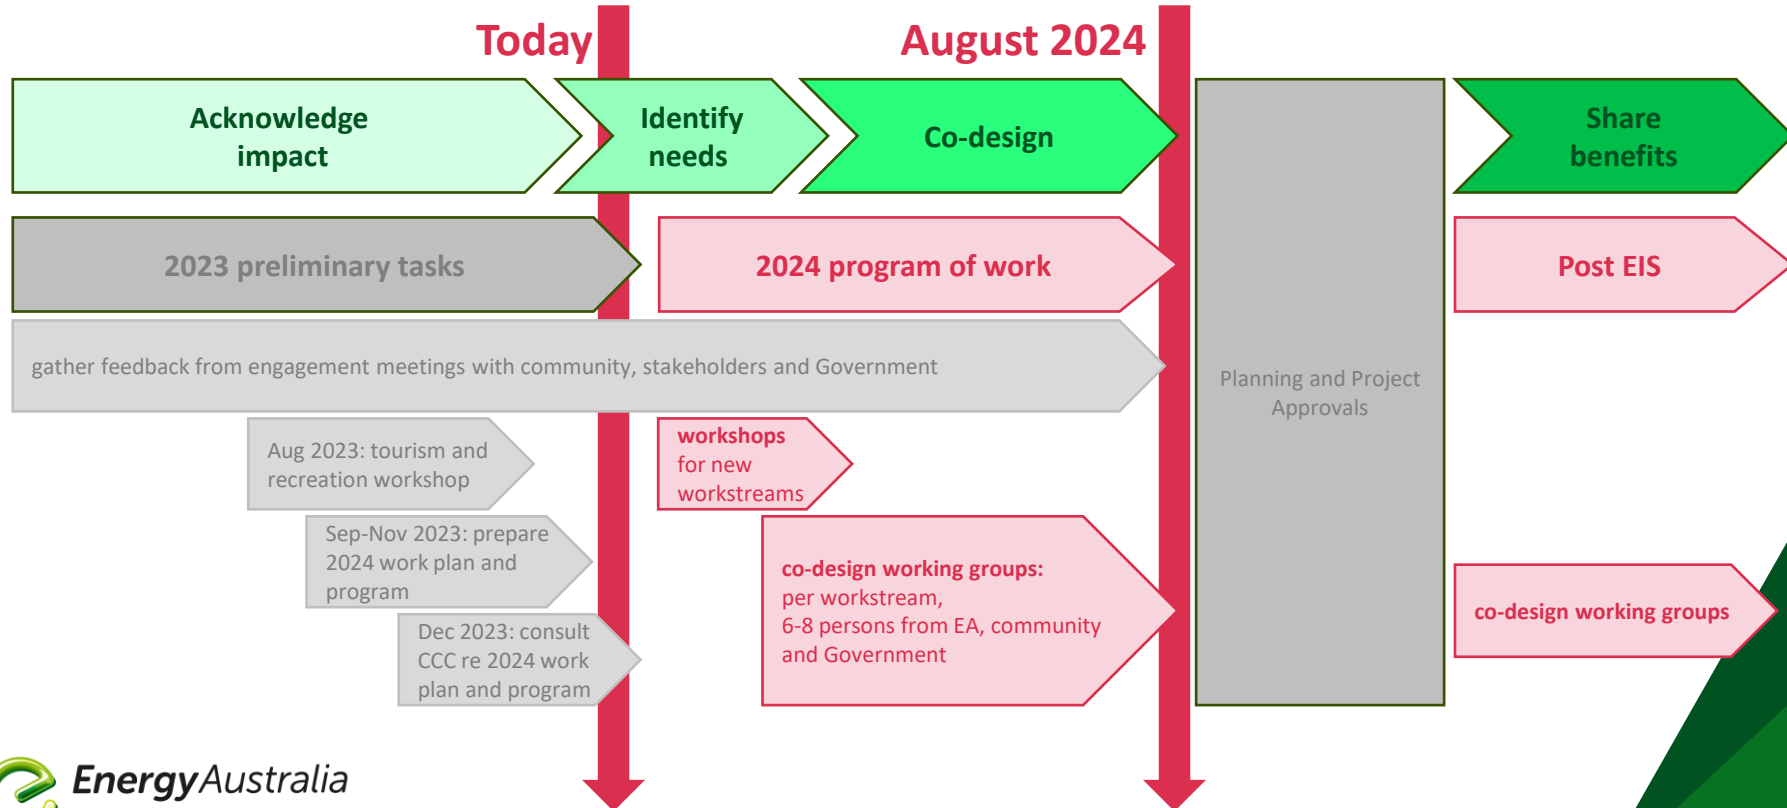 Today
August 2024
Acknowledge
impact
Identify
needs
Co-design
Share
benefits
2023 preliminary tasks
2024 program of work
Post EIS
gather feedback from engagement meetings with community, stakeholders and Government
Planning and Project
Approvals
Aug 2023: tourism and
recreation workshop
workshops
for new
workstreams
Sep-Nov 2023: prepare
2024 work plan and
program
co-design working groups:
per workstream,
6-8 persons from EA, community
and Government
co-design working groups
Dec 2023: consult
CCC re 2024 work
plan and program
EnergyAustralia